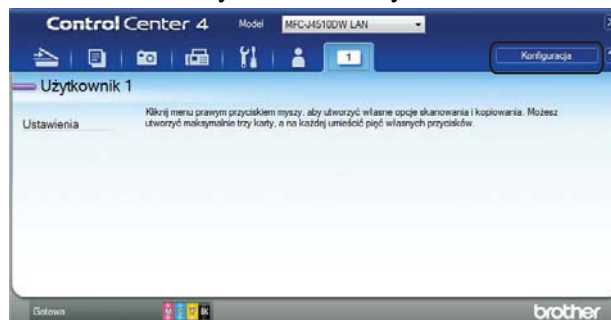 Control Center 4 Model MFC-J4510DW LAN
1 Konfiguracja
Użytkownik 1
Ustawienia
Kliknij menu prawym przyciskiem myszy, aby utworzyć własne opcje skanowania i kopiowania. Możesz
utworzyć maksymalnie trzy karty, a na każdej umieścić pięć własnych przycisków.
Gotowe M C Y BK brother